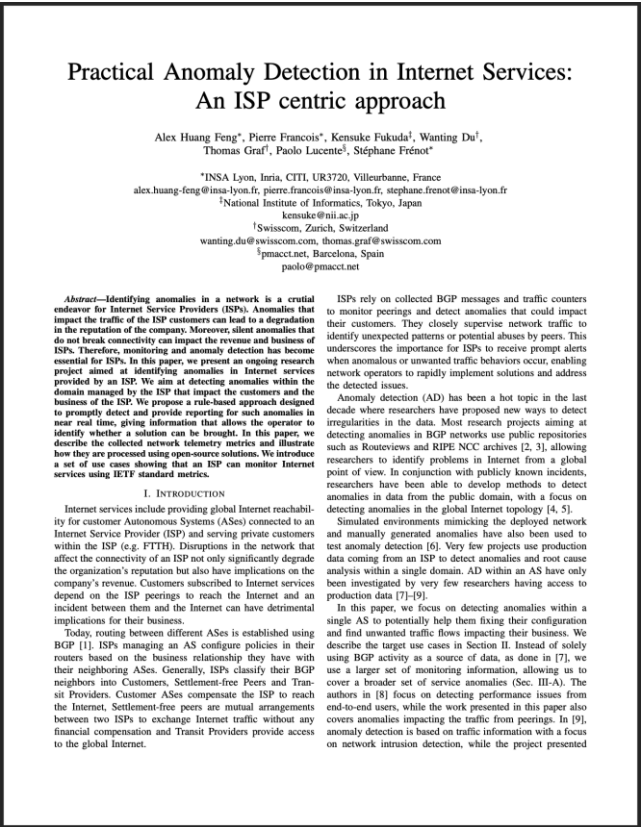 Practical Anomaly Detection in Internet Services:
An ISP centric approach
Alex Huang Feng*, Pierre Francois*, Kensuke Fukuda‡, Wanting Du†,
Thomas Graf†, Paolo Lucente§, Stéphane Frénot*
*INSA Lyon, Inria, CITI, UR3720, Villeurbanne, France
alex.huang-feng@insa-lyon.fr, pierre.francois@insa-lyon.fr, stephane.frenot@insa-lyon.fr
‡National Institute of Informatics, Tokyo, Japan
kensuke@nii.ac.jp
†Swisscom, Zurich, Switzerland
wanting.du@swisscom.com, thomas.graf@swisscom.com
§pmacct.net, Barcelona, Spain
paolo@pmacct.net
Abstract—Identifying anomalies in a network is a crutial
endeavor for Internet Service Providers (ISPs). Anomalies that
impact the traffic of the ISP customers can lead to a degradation
in the reputation of the company. Moreover, silent anomalies that
do not break connectivity can impact the revenue and business of
ISPs. Therefore, monitoring and anomaly detection has become
essential for ISPs. In this paper, we present an ongoing research
project aimed at identifying anomalies in Internet services
provided by an ISP. We aim at detecting anomalies within the
domain managed by the ISP that impact the customers and the
business of the ISP. We propose a rule-based approach designed
to promptly detect and provide reporting for such anomalies in
near real time, giving information that allows the operator to
identify whether a solution can be brought. In this paper, we
describe the collected network telemetry metrics and illustrate
how they are processed using open-source solutions. We introduce
a set of use cases showing that an ISP can monitor Internet
services using IETF standard metrics.
I. INTRODUCTION
Internet services include providing global Internet reachabil-
ity for customer Autonomous Systems (ASes) connected to an
Internet Service Provider (ISP) and serving private customers
within the ISP (e.g. FTTH). Disruptions in the network that
affect the connectivity of an ISP not only significantly degrade
the organization's reputation but also have implications on the
company's revenue. Customers subscribed to Internet services
depend on the ISP peerings to reach the Internet and an
incident between them and the Internet can have detrimental
implications for their business.
Today, routing between different ASes is established using
BGP [1]. ISPs managing an AS configure policies in their
routers based on the business relationship they have with
their neighboring ASes. Generally, ISPs classify their BGP
neighbors into Customers, Settlement-free Peers and Tran-
sit Providers. Customer ASes compensate the ISP to reach
the Internet, Settlement-free peers are mutual arrangements
between two ISPs to exchange Internet traffic without any
financial compensation and Transit Providers provide access
to the global Internet.
ISPs rely on collected BGP messages and traffic counters
to monitor peerings and detect anomalies that could impact
their customers. They closely supervise network traffic to
identify unexpected patterns or potential abuses by peers. This
underscores the importance for ISPs to receive prompt alerts
when anomalous or unwanted traffic behaviors occur, enabling
network operators to rapidly implement solutions and address
the detected issues.
Anomaly detection (AD) has been a hot topic in the last
decade where researchers have proposed new ways to detect
irregularities in the data. Most research projects aiming at
detecting anomalies in BGP networks use public repositories
such as Routeviews and RIPE NCC archives [2, 3], allowing
researchers to identify problems in Internet from a global
point of view. In conjunction with publicly known incidents,
researchers have been able to develop methods to detect
anomalies in data from the public domain, with a focus on
detecting anomalies in the global Internet topology [4, 5].
Simulated environments mimicking the deployed network
and manually generated anomalies have also been used to
test anomaly detection [6]. Very few projects use production
data coming from an ISP to detect anomalies and root cause
analysis within a single domain. AD within an AS have only
been investigated by very few researchers having access to
production data [7]–[9].
In this paper, we focus on detecting anomalies within a
single AS to potentially help them fixing their configuration
and find unwanted traffic flows impacting their business. We
describe the target use cases in Section II. Instead of solely
using BGP activity as a source of data, as done in [7], we
use a larger set of monitoring information, allowing us to
cover a broader set of service anomalies (Sec. III-A). The
authors in [8] focus on detecting performance issues from
end-to-end users, while the work presented in this paper also
covers anomalies impacting the traffic from peerings. In [9],
anomaly detection is based on traffic information with a focus
on network intrusion detection, while the project presented